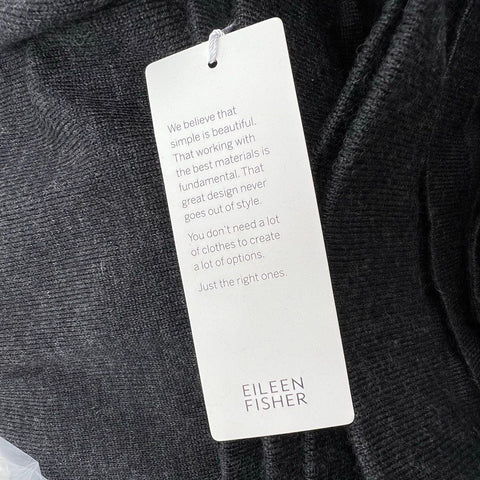 We believe that
simple is beautiful.
That working with
the best materials is
fundamental. That
great design never
goes out of style.
You don't need a lot
of clothes to create
a lot of options.
Just the right ones.
EILEEN
FISHER